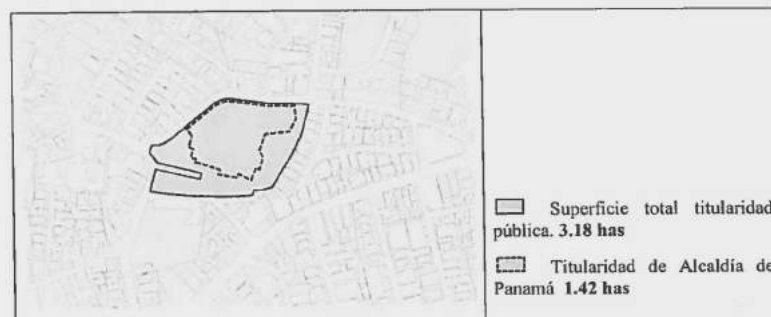 Superficie total titularidad
pública. 3.18 has
Titularidad de Alcaldía de
Panamá 1.42 has